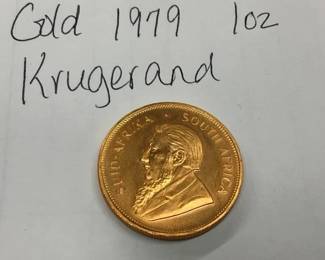 Gold 1979 1oz
Krugerand
SUID-AFRIKA · SOUTH AFRICA